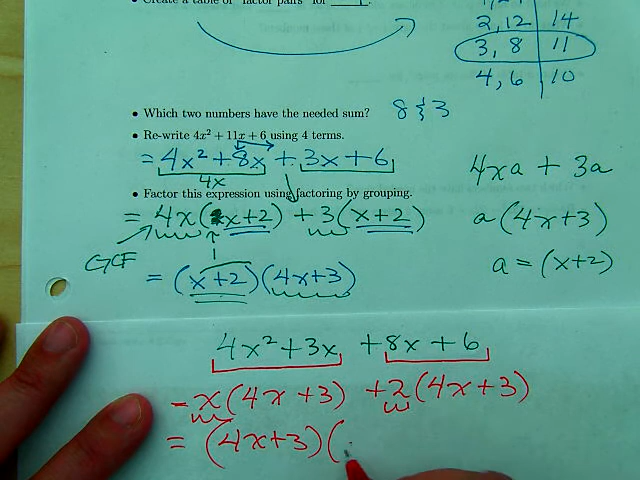 • Create a table of "factor pairs" for
2, 12 | 14
3, 8 | 11
4, 6 | 10
• Which two numbers have the needed sum? 8 & 3
• Re-write 4x² + 11x + 6 using 4 terms.
= 4x² + 8x + 3x + 6
4x
4xa + 3a
• Factor this expression using factoring by grouping.
= 4x(x+2) + 3(x+2)
a(4x+3)
GCF
= (x+2)(4x+3)
a = (x+2)
4x² + 3x + 8x + 6
= x(4x+3) + 2(4x+3)
= (4x+3)(